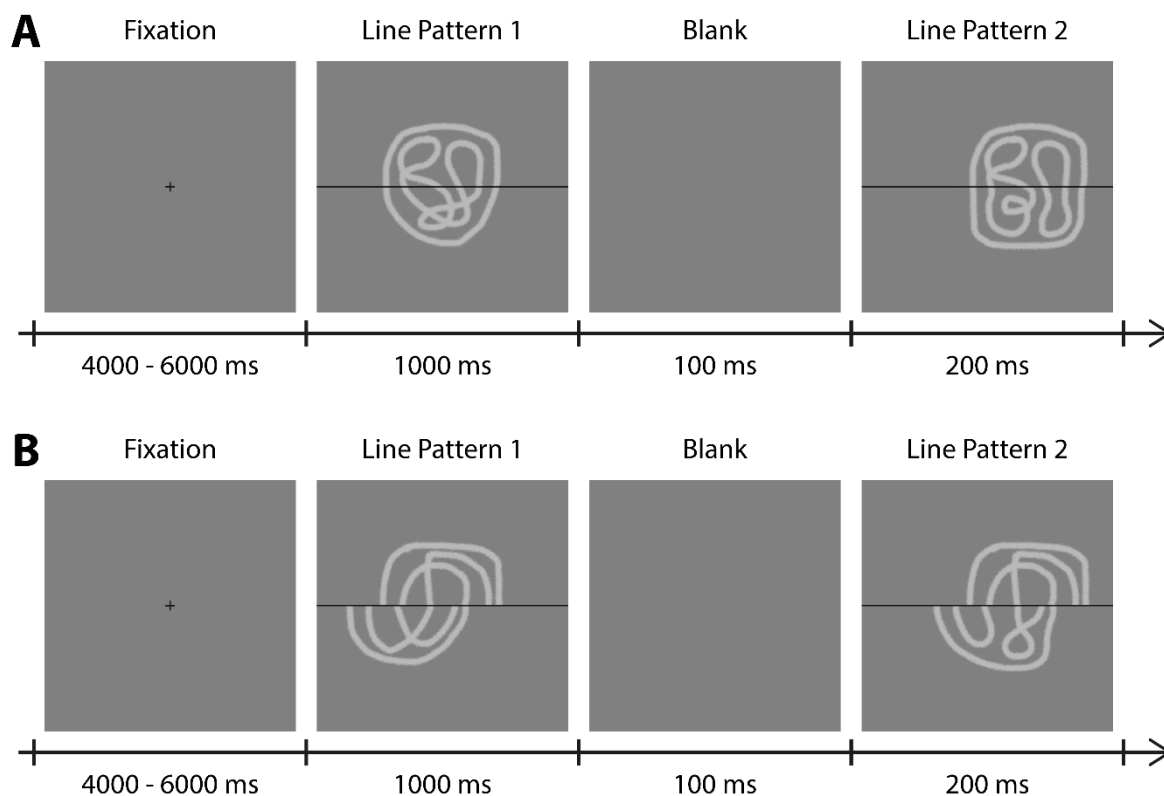 A
Fixation Line Pattern 1 Blank Line Pattern 2
4000 - 6000 ms 1000 ms 100 ms 200 ms
B
Fixation Line Pattern 1 Blank Line Pattern 2
4000 - 6000 ms 1000 ms 100 ms 200 ms